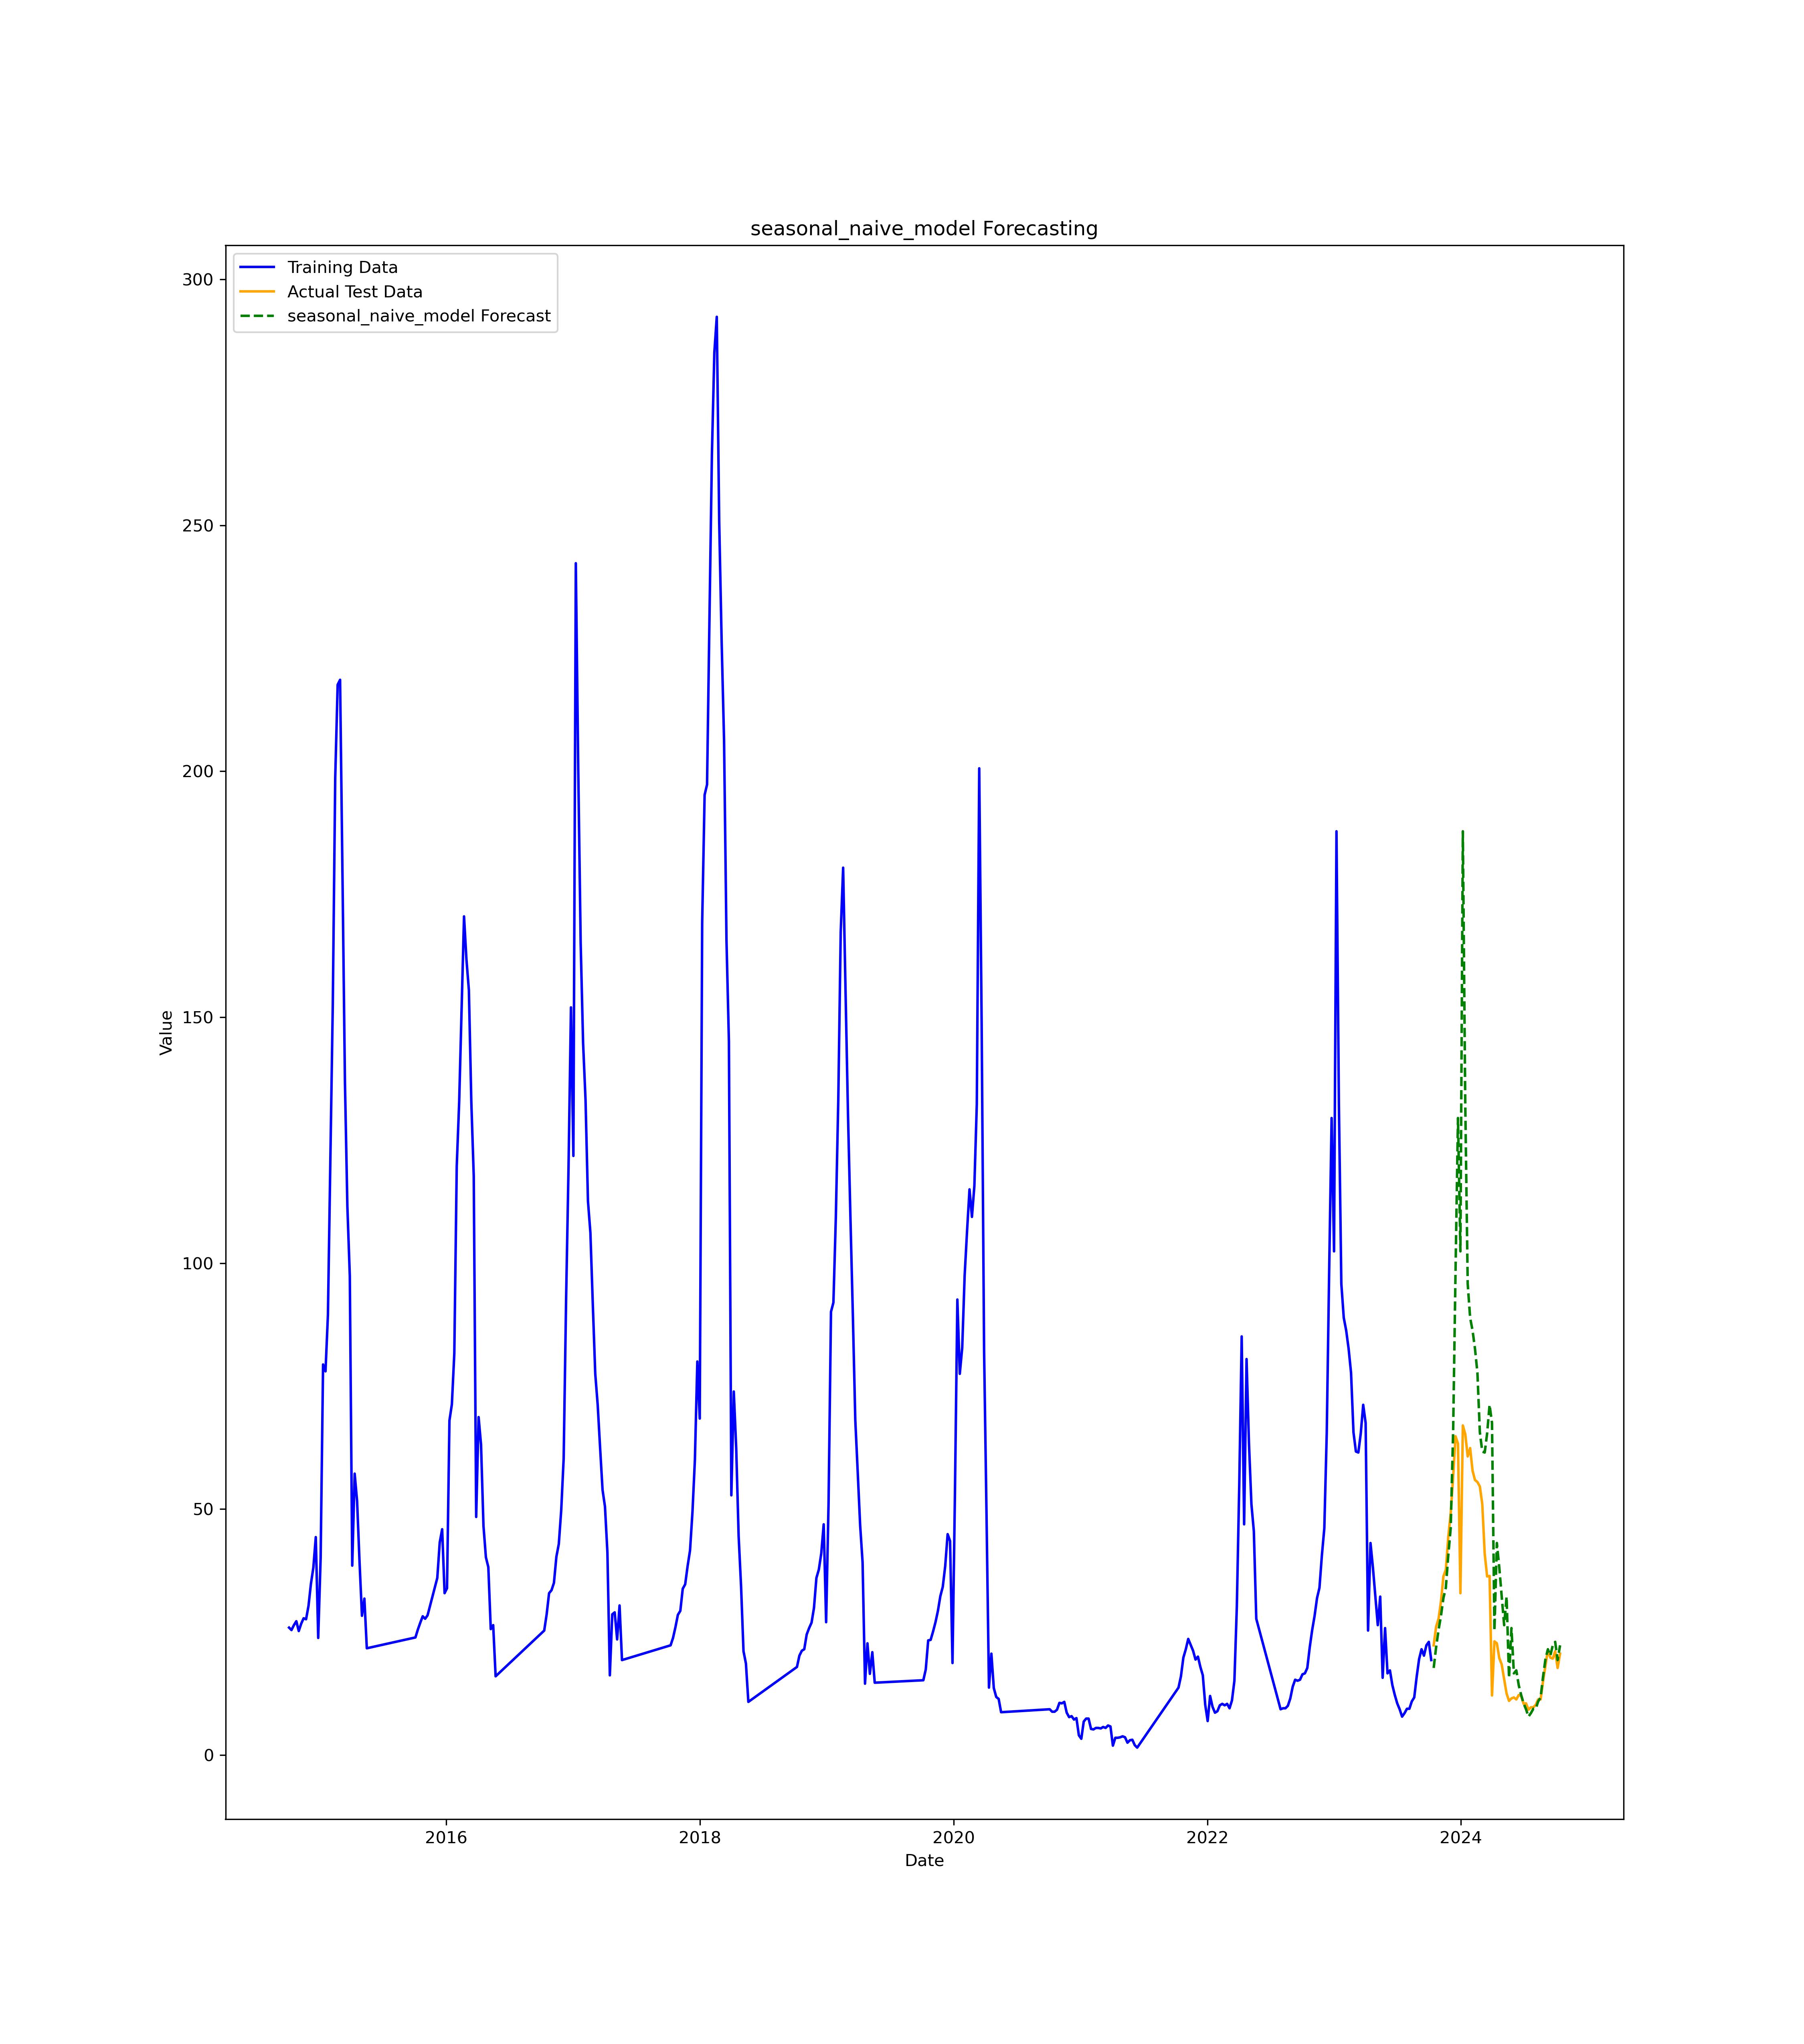 seasonal_naive_model Forecasting
Training Data
Actual Test Data
seasonal_naive_model Forecast
300
250
200
150
100
50
0
Value
2016 2018 2020 2022 2024
Date